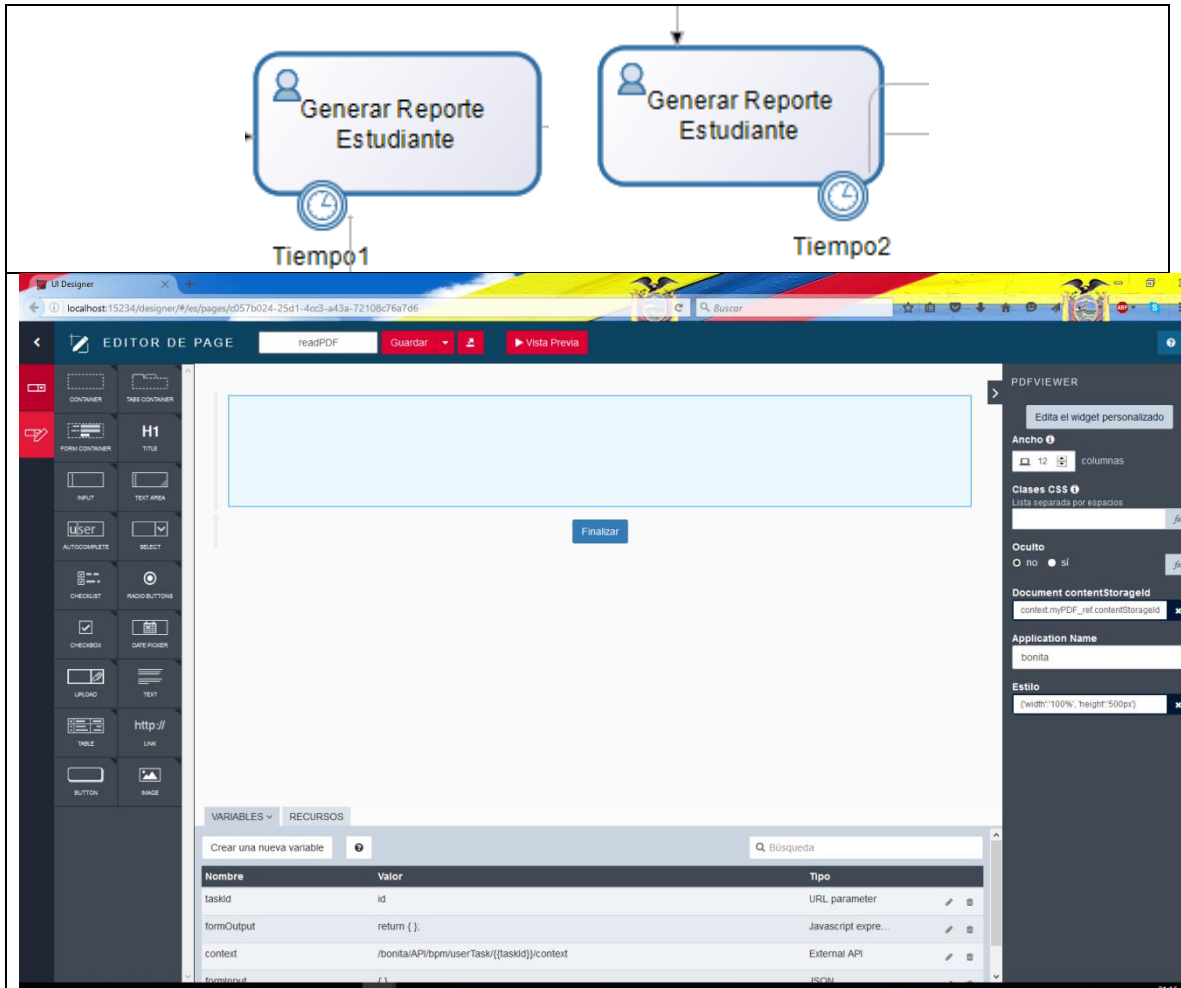 Generar Reporte
Estudiante
Tiempo1
Generar Reporte
Estudiante
Tiempo2
UI Designer
localhost:15234/designer/#/es/pages/c057b024-25d1-4cc3-a43a-72108c76a7d6
Buscar
EDITOR DE PAGE
readPDF
Guardar
Vista Previa
CONTAINER
TABS CONTAINER
FORM CONTAINER
H1
TITLE
INPUT
TEXT AREA
user
AUTOCOMPLETE
SELECT
CHECKLIST
RADIO BUTTONS
CHECKBOX
DATE PICKER
UPLOAD
TEXT
TABLE
http://
LINK
BUTTON
IMAGE
Finalizar
PDFVIEWER
Edita el widget personalizado
Ancho
12 columnas
Clases CSS
Lista separada por espacios
fx
Oculto
no sí
fx
Document contentStorageId
context.myPDF_ref.contentStorageId
Application Name
bonita
Estilo
{'width':'100%', 'height':'500px'}
VARIABLES RECURSOS
Crear una nueva variable
Búsqueda
Nombre Valor Tipo
taskId id URL parameter
formOutput return { }; Javascript expre...
context /bonita/API/bpm/userTask/{{taskId}}/context External API
formInput { } JSON